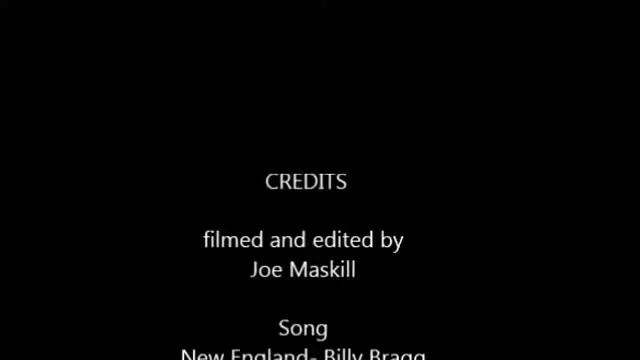 CREDITS
filmed and edited by
Joe Maskill
Song
New England- Billy Bragg